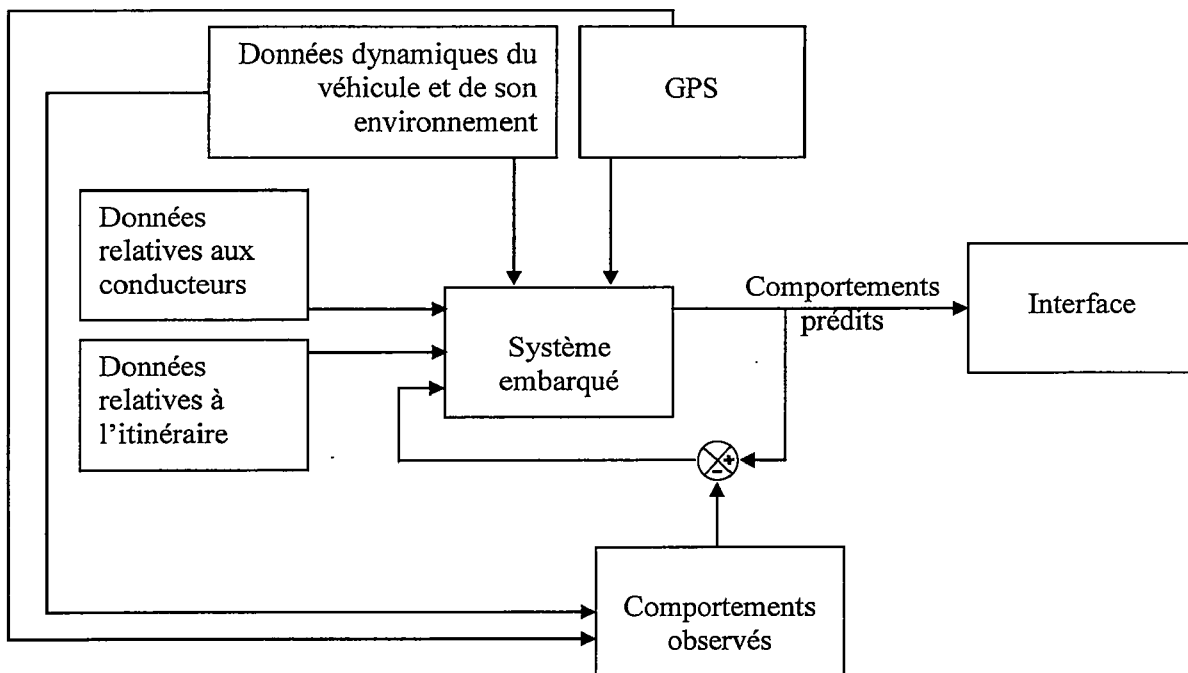 Données dynamiques du
véhicule et de son
environnement
GPS
Données
relatives aux
conducteurs
Données
relatives à
l'itinéraire
Système
embarqué
Comportements
prédits
Interface
+
-
Comportements
observés